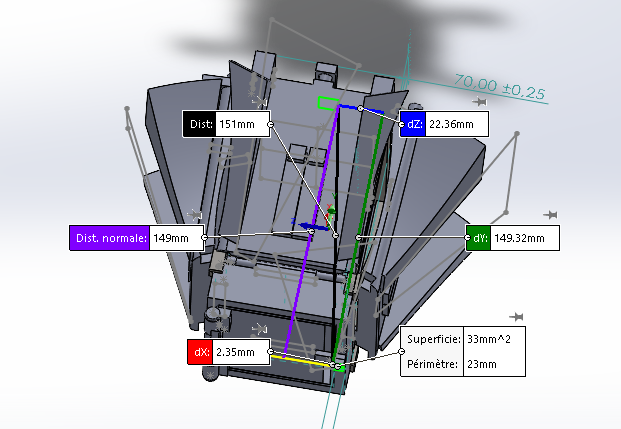 70,00 ±0,25
Dist: 151mm
dZ: 22.36mm
Dist. normale: 149mm
dY: 149.32mm
dX: 2.35mm
Superficie: 33mm^2
Périmètre: 23mm